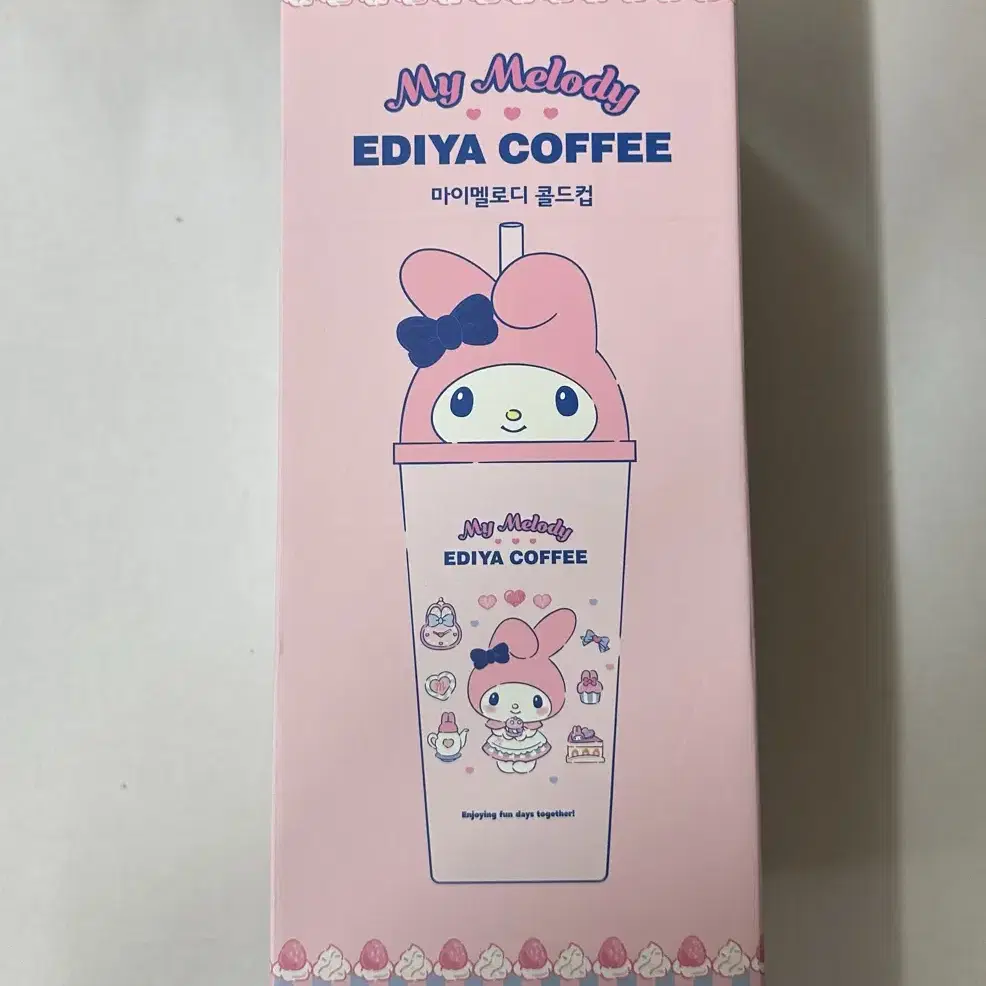 My Melody
EDIYA COFFEE
마이멜로디 콜드컵
My Melody
EDIYA COFFEE
Enjoying fun days together!